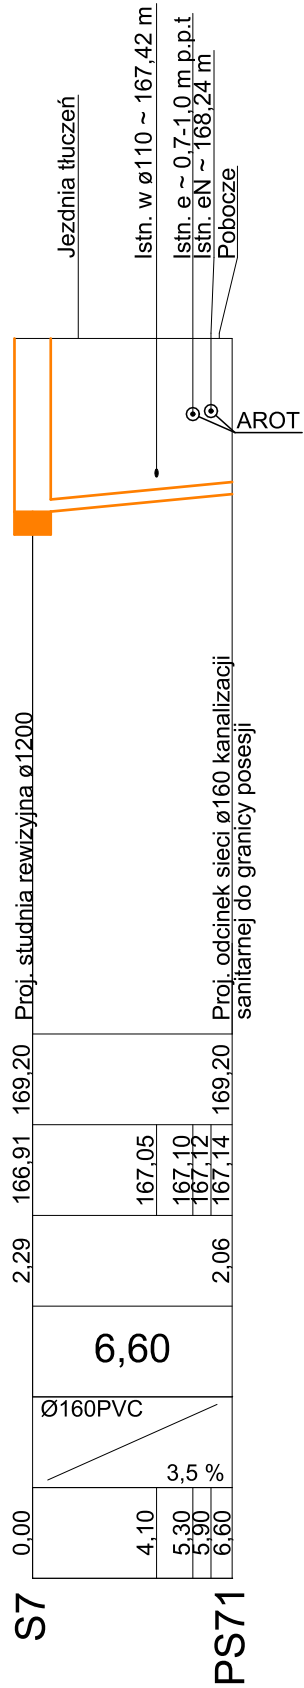 Jezdnia tłuczeń
Istn. w ø110 ~ 167,42 m
Istn. e ~ 0,7-1,0 m p.p.t
Istn. eN ~ 168,24 m
Pobocze
AROT
Proj. studnia rewizyjna ø1200
Proj. odcinek sieci ø160 kanalizacji
sanitarnej do granicy posesji
169,20
169,20
166,91
167,05
167,10
167,12
167,14
2,29
2,06
6,60
Ø160PVC
3,5 %
0,00
4,10
5,30
5,90
6,60
S7
PS71